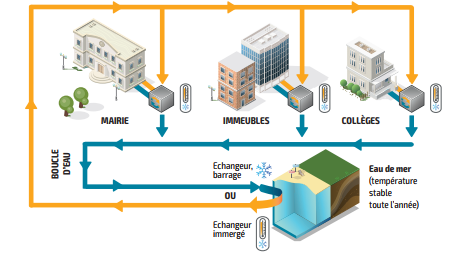 MAIRIE
IMMEUBLES
COLLÈGES
BOUCLE
D'EAU
Echangeur,
barrage
OU
Echangeur
immergé
Eau de mer
(température
stable
toute l'année)